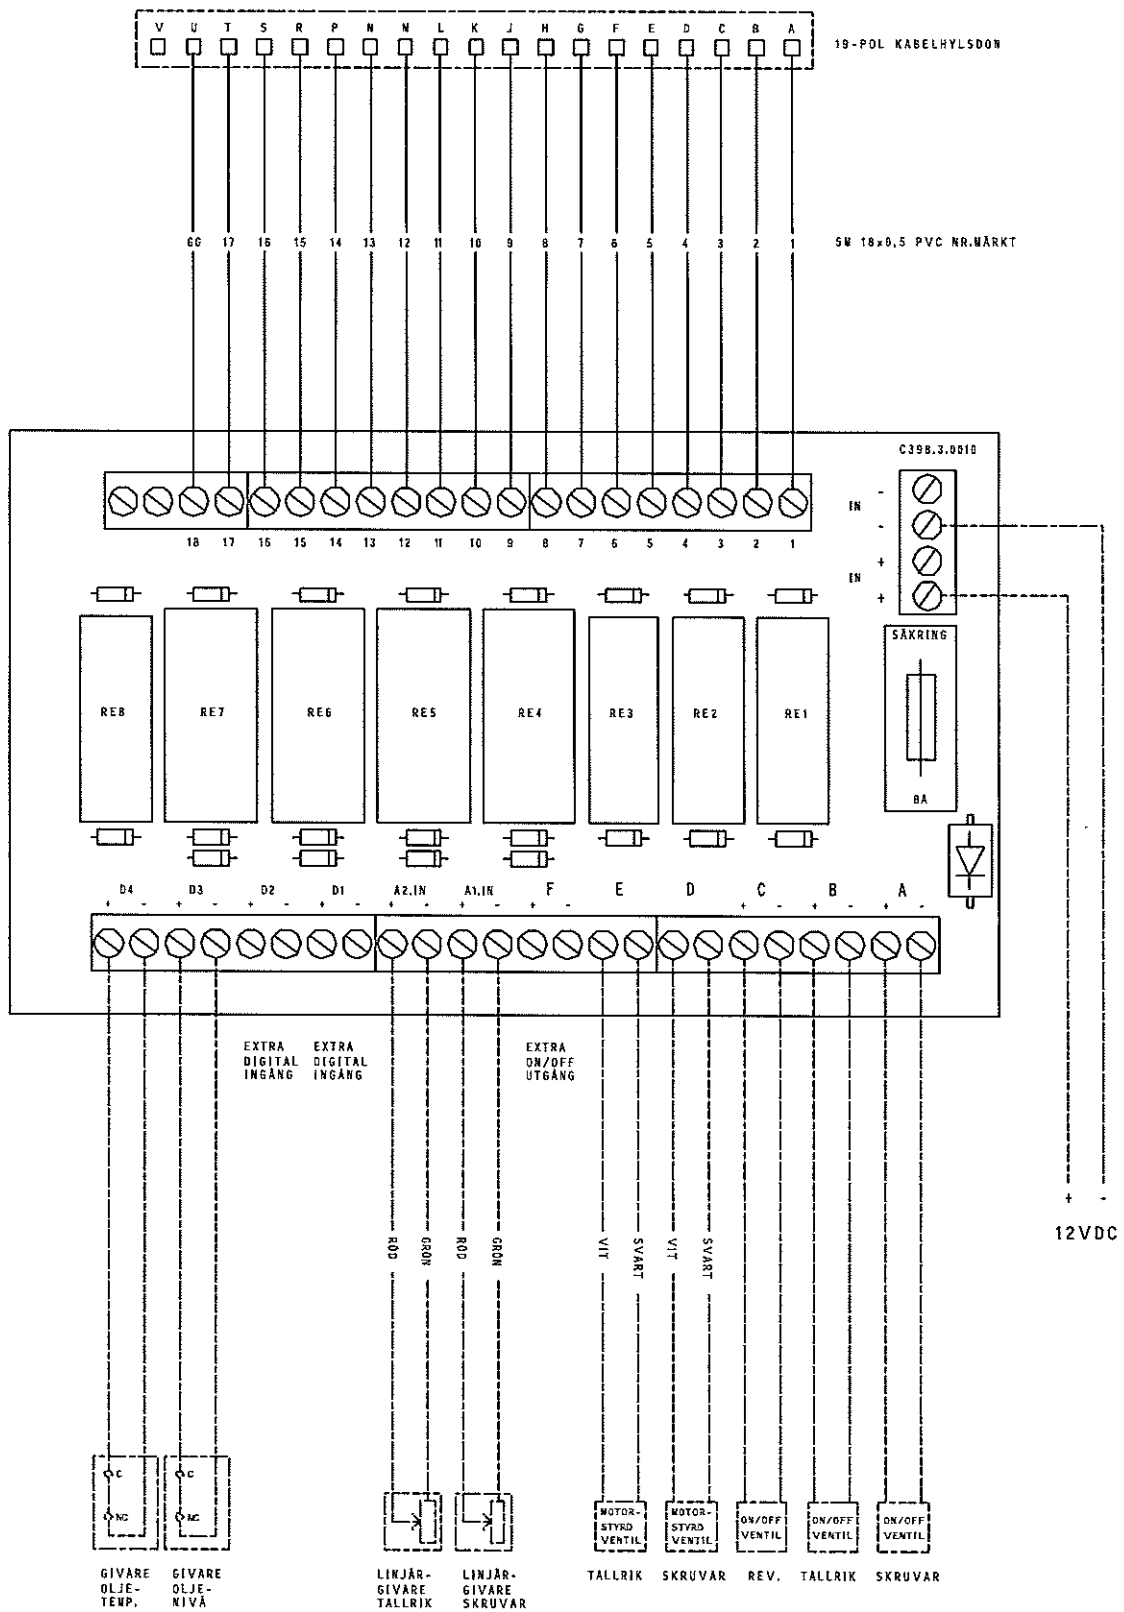 V U T S R P N M L K J H G F E D C B A
19-POL KABELHYLSDON
GG 17 16 15 14 13 12 11 10 9 8 7 6 5 4 3 2 1
SM 18x0,5 PVC NR.MÄRKT
C39B.3.0010
IN -
-
+
IN
+
18 17 16 15 14 13 12 11 10 9 8 7 6 5 4 3 2 1
SÄKRING
8A
RE8 RE7 RE6 RE5 RE4 RE3 RE2 RE1
D4 D3 D2 D1 A2.IN A1.IN F E D C B A
+ - + - + - + - + - + - + - + - + - + -
EXTRA
DIGITAL
INGÅNG
EXTRA
DIGITAL
INGÅNG
EXTRA
ON/OFF
UTGÅNG
+ -
12VDC
RÖD GRÖN RÖD GRÖN VIT SVART VIT SVART
C
NC
C
NC
MOTOR-
STYRD
VENTIL
MOTOR-
STYRD
VENTIL
ON/OFF
VENTIL
ON/OFF
VENTIL
ON/OFF
VENTIL
GIVARE
OLJE-
TEMP.
GIVARE
OLJE-
NIVÅ
LINJÄR-
GIVARE
TALLRIK
LINJÄR-
GIVARE
SKRUVAR
TALLRIK SKRUVAR REV. TALLRIK SKRUVAR